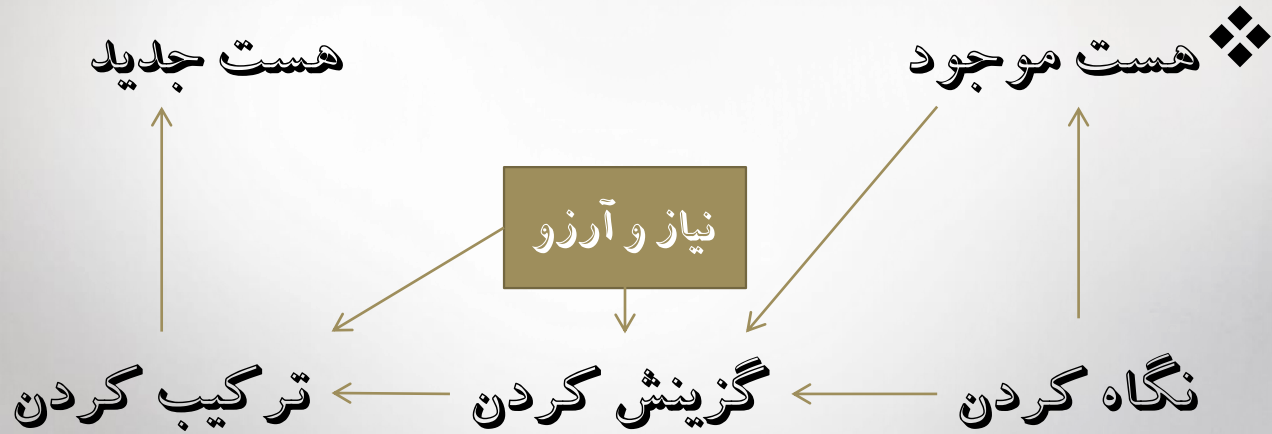 هست موجود
هست جدید
نیاز و آرزو
نگاه کردن
گزینش کردن
ترکیب کردن